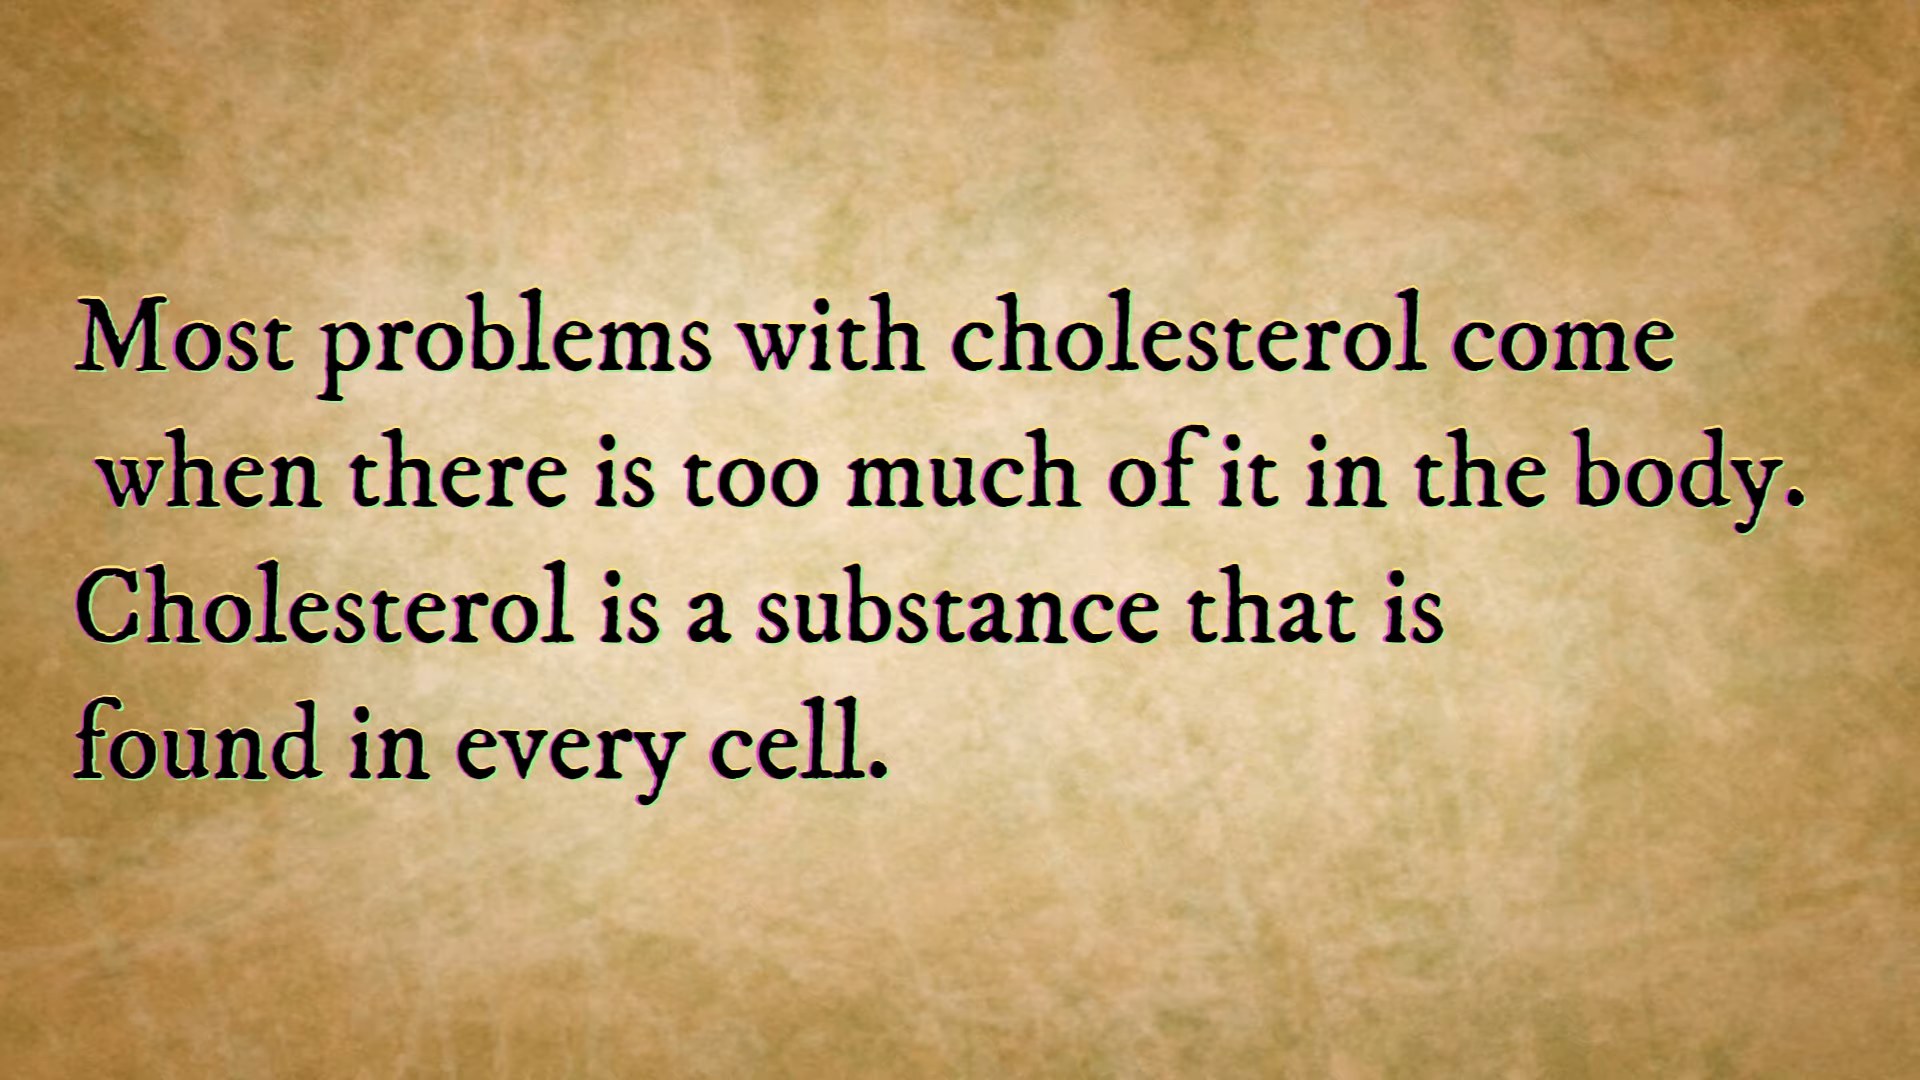 Most problems with cholesterol come
when there is too much of it in the body.
Cholesterol is a substance that is
found in every cell.